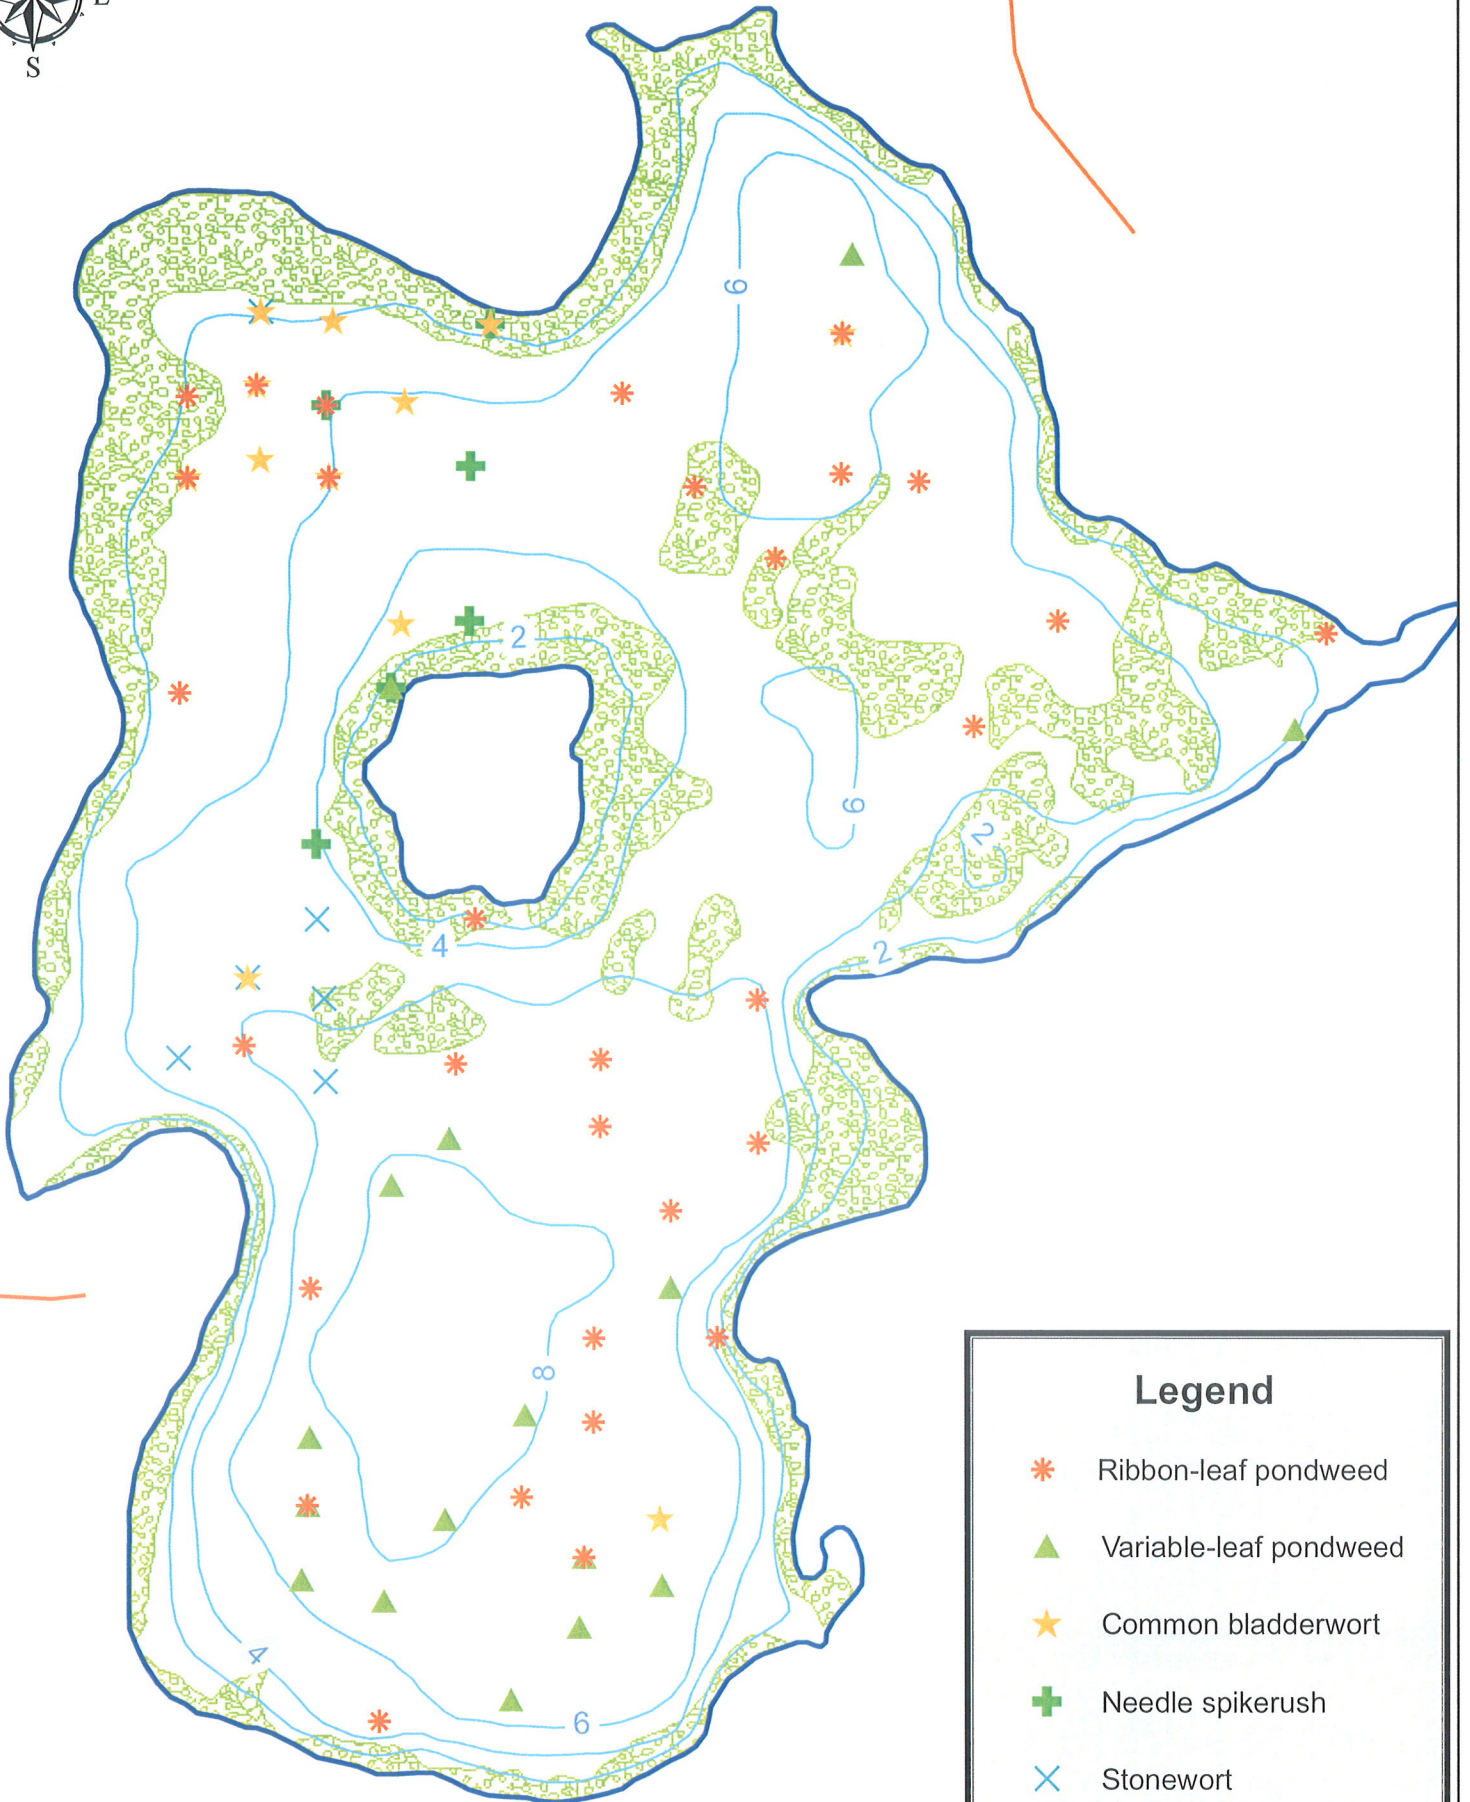 E
S
6
2
6
2
4
2
8
4
6
Legend
Ribbon-leaf pondweed
Variable-leaf pondweed
Common bladderwort
Needle spikerush
Stonewort